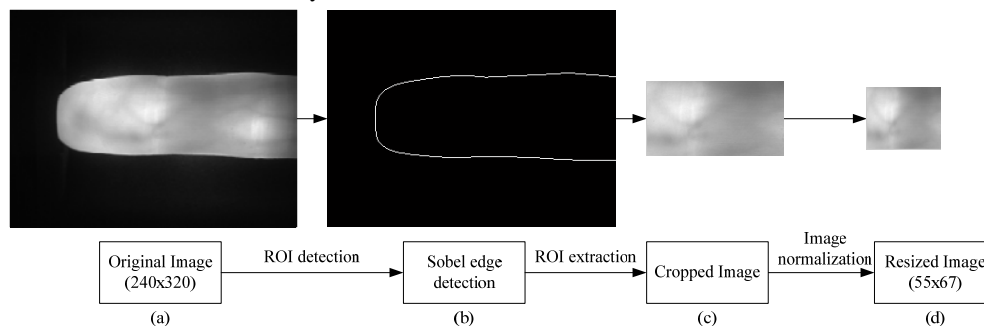 Original Image
(240x320)
ROI detection
Sobel edge
detection
ROI extraction
Cropped Image
Image
normalization
Resized Image
(55x67)
(a)
(b)
(c)
(d)